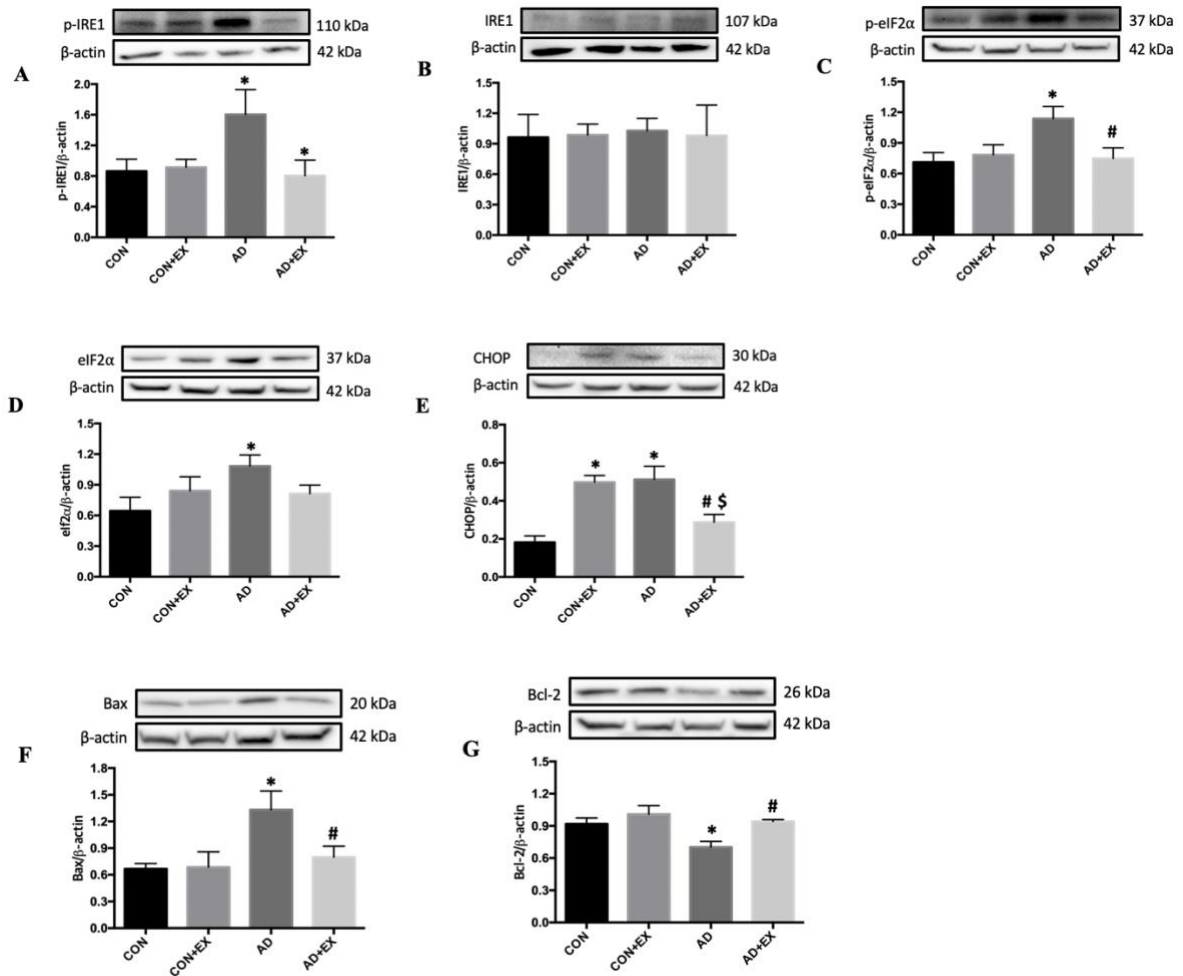 p-IRE1 110 kDa
β-actin 42 kDa
A
p-IRE1/β-actin
2.0
1.6
1.2
0.8
0.4
0.0
*
*
CON CON+EX AD AD+EX
IRE1 107 kDa
β-actin 42 kDa
B
IRE1/β-actin
1.5
1.2
0.9
0.6
0.3
0.0
CON CON+EX AD AD+EX
p-eIF2α 37 kDa
β-actin 42 kDa
C
p-eIF2α/β-actin
1.5
1.2
0.9
0.6
0.3
0.0
*
#
CON CON+EX AD AD+EX
eIF2α 37 kDa
β-actin 42 kDa
D
eIf2α/β-actin
1.5
1.2
0.9
0.6
0.3
0.0
*
CON CON+EX AD AD+EX
CHOP 30 kDa
β-actin 42 kDa
E
CHOP/β-actin
0.8
0.6
0.4
0.2
0.0
*
*
# $
CON CON+EX AD AD+EX
Bax 20 kDa
β-actin 42 kDa
F
Bax/β-actin
1.8
1.5
1.2
0.9
0.6
0.3
0.0
*
#
CON CON+EX AD AD+EX
Bcl-2 26 kDa
β-actin 42 kDa
G
Bcl-2/β-actin
1.5
1.2
0.9
0.6
0.3
0.0
*
#
CON CON+EX AD AD+EX